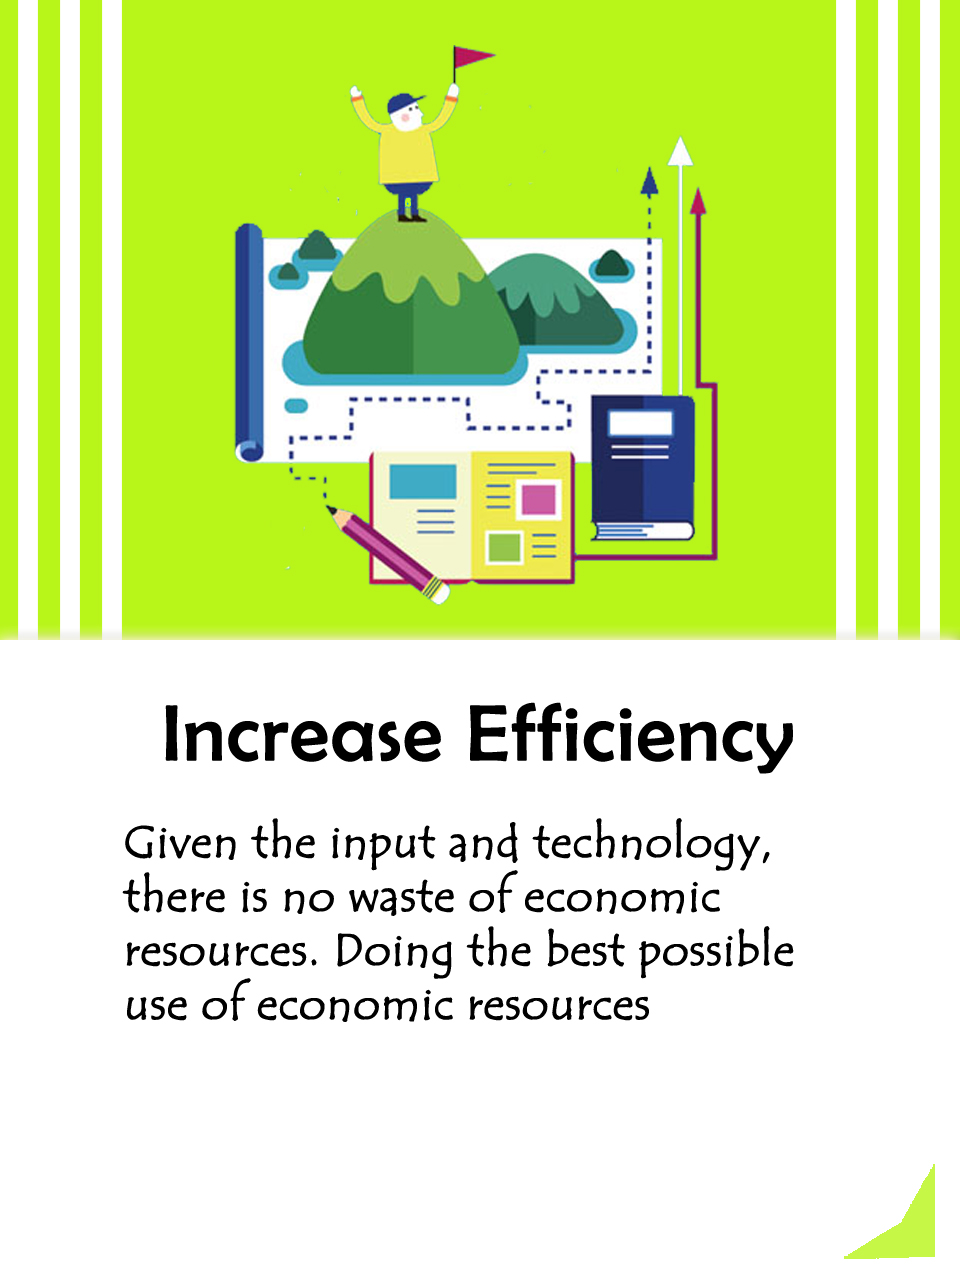 Increase Efficiency
Given the input and technology,
there is no waste of economic
resources. Doing the best possible
use of economic resources